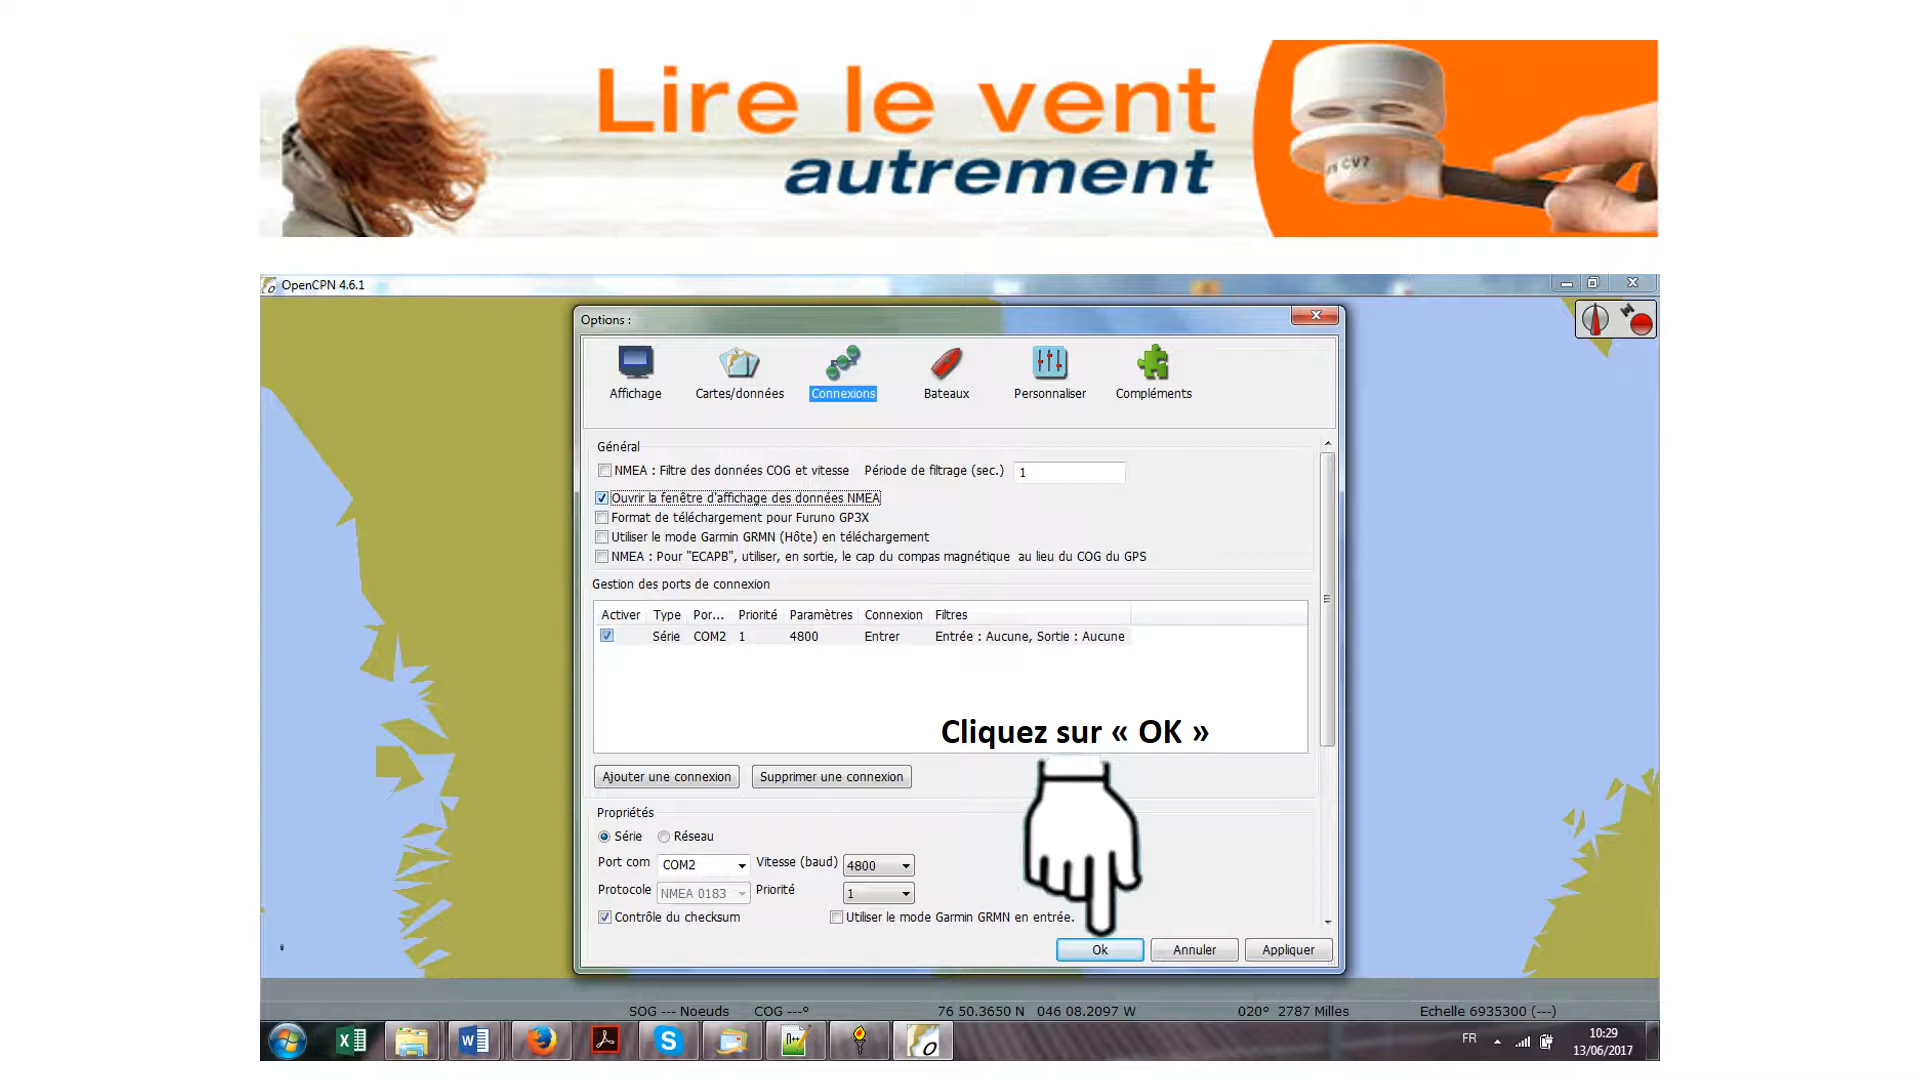 Lire le vent
autrement
CV7
OpenCPN 4.6.1
Options :
Affichage Cartes/données Connexions Bateaux Personnaliser Compléments
Général
NMEA : Filtre des données COG et vitesse Période de filtrage (sec.) 1
Ouvrir la fenêtre d'affichage des données NMEA
Format de téléchargement pour Furuno GP3X
Utiliser le mode Garmin GRMN (Hôte) en téléchargement
NMEA : Pour "ECAPB", utiliser, en sortie, le cap du compas magnétique au lieu du COG du GPS
Gestion des ports de connexion
Activer Type Por... Priorité Paramètres Connexion Filtres
Série COM2 1 4800 Entrer Entrée : Aucune, Sortie : Aucune
Cliquez sur « OK »
Ajouter une connexion Supprimer une connexion
Propriétés
Série Réseau
Port com COM2 Vitesse (baud) 4800
Protocole NMEA 0183 Priorité 1
Contrôle du checksum Utiliser le mode Garmin GRMN en entrée.
Ok Annuler Appliquer
SOG --- Noeuds COG ---° 76 50.3650 N 046 08.2097 W 020° 2787 Milles Echelle 6935300 (---)
FR 10:29
13/06/2017